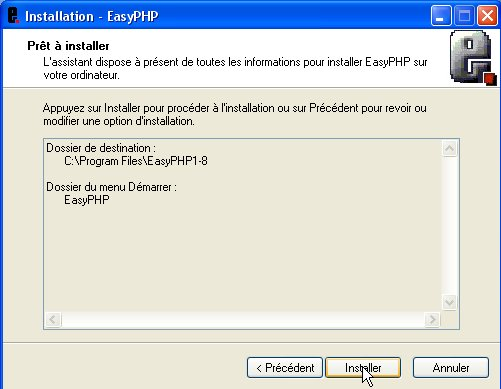 Installation - EasyPHP
Prêt à installer
L'assistant dispose à présent de toutes les informations pour installer EasyPHP sur
votre ordinateur.
Appuyez sur Installer pour procéder à l'installation ou sur Précédent pour revoir ou
modifier une option d'installation.
Dossier de destination :
C:\Program Files\EasyPHP1-8
Dossier du menu Démarrer :
EasyPHP
< Précédent
Installer
Annuler